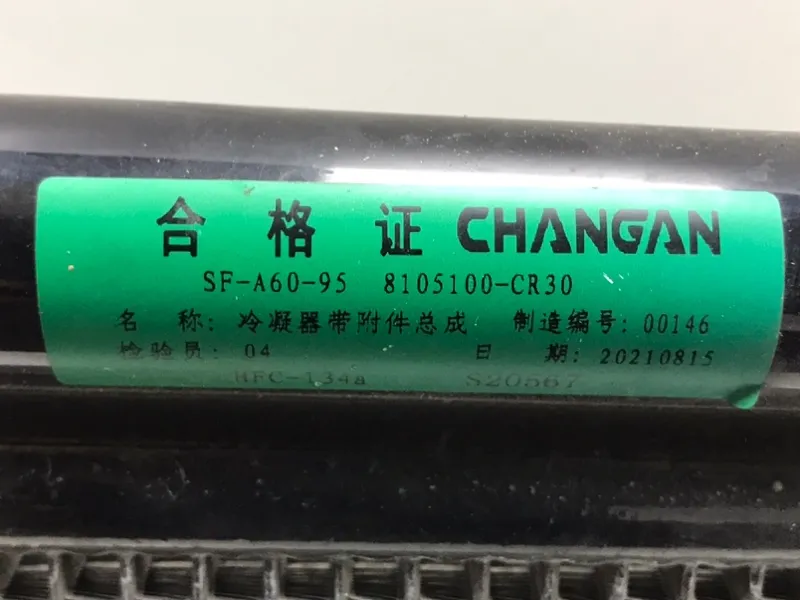 合格证 CHANGAN
SF-A60-95 8105100-CR30
名 称: 冷凝器带附件总成 制造编号: 00146
检验员: 04 日 期: 20210815
HFC-134a S20567